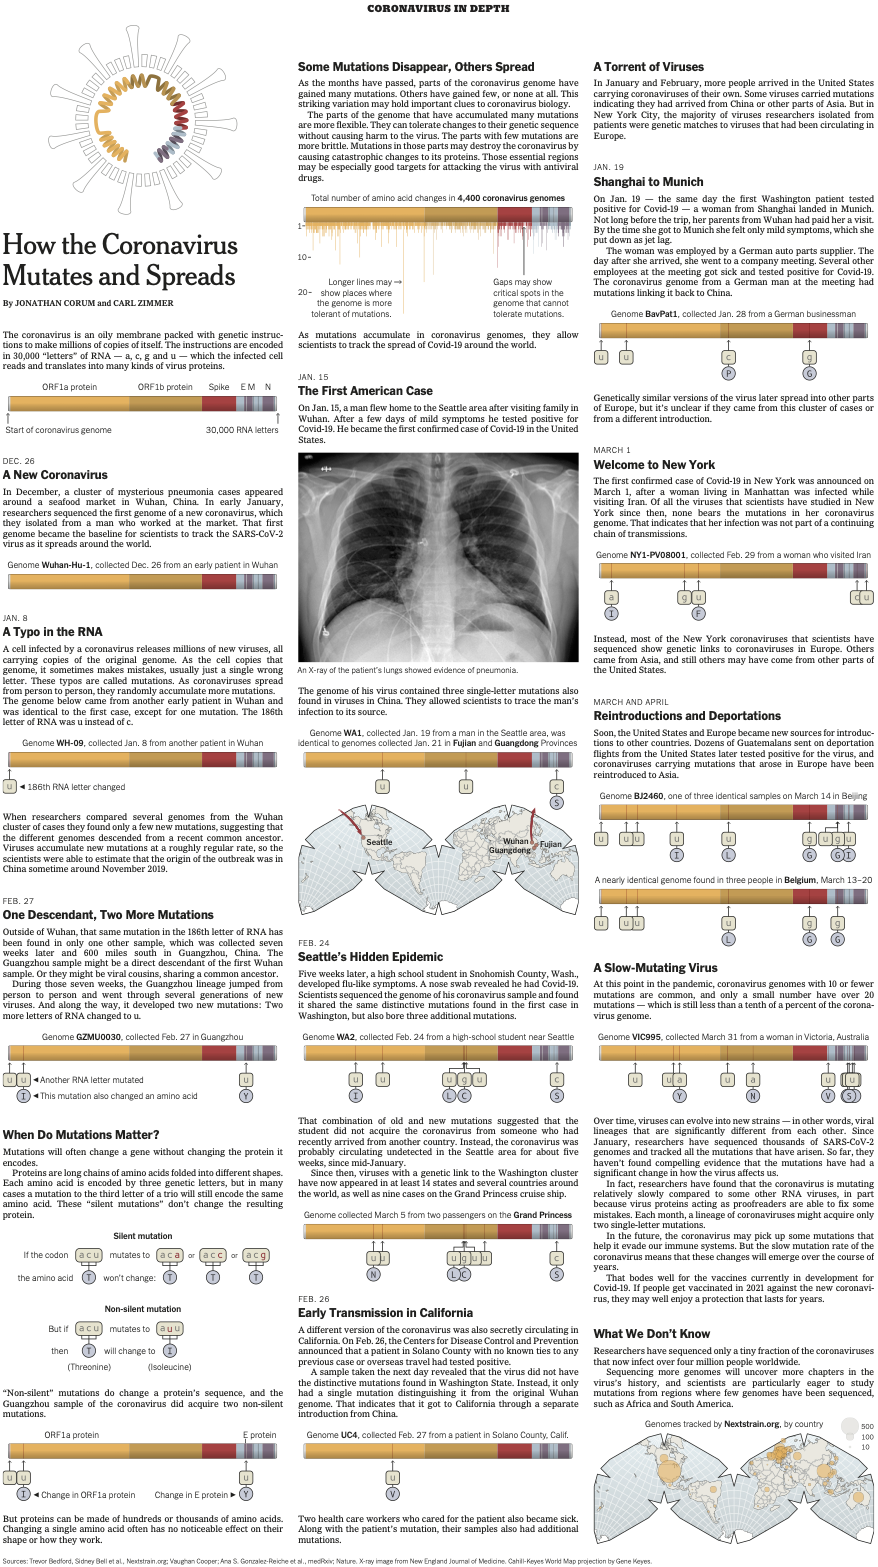 CORONAVIRUS IN DEPTH
How the Coronavirus
Mutates and Spreads
By JONATHAN CORUM and CARL ZIMMER
The coronavirus is an oily membrane packed with genetic instruc-
tions to make millions of copies of itself. The instructions are encoded
in 30,000 “letters” of RNA — a, c, g and u — which the infected cell
reads and translates into many kinds of virus proteins.
ORF1a protein ORF1b protein Spike E M N
Start of coronavirus genome 30,000 RNA letters
DEC. 26
A New Coronavirus
In December, a cluster of mysterious pneumonia cases appeared
around a seafood market in Wuhan, China. In early January,
researchers sequenced the first genome of a new coronavirus, which
they isolated from a man who worked at the market. That first
genome became the baseline for scientists to track the SARS-CoV-2
virus as it spreads around the world.
Genome Wuhan-Hu-1, collected Dec. 26 from an early patient in Wuhan
JAN. 8
A Typo in the RNA
A cell infected by a coronavirus releases millions of new viruses, all
carrying copies of the original genome. As the cell copies that
genome, it sometimes makes mistakes, usually just a single wrong
letter. These typos are called mutations. As coronaviruses spread
from person to person, they randomly accumulate more mutations.
The genome below came from another early patient in Wuhan and
was identical to the first case, except for one mutation. The 186th
letter of RNA was u instead of c.
Genome WH-09, collected Jan. 8 from another patient in Wuhan
u ◄ 186th RNA letter changed
When researchers compared several genomes from the Wuhan
cluster of cases they found only a few new mutations, suggesting that
the different genomes descended from a recent common ancestor.
Viruses accumulate new mutations at a roughly regular rate, so the
scientists were able to estimate that the origin of the outbreak was in
China sometime around November 2019.
FEB. 27
One Descendant, Two More Mutations
Outside of Wuhan, that same mutation in the 186th letter of RNA has
been found in only one other sample, which was collected seven
weeks later and 600 miles south in Guangzhou, China. The
Guangzhou sample might be a direct descendant of the first Wuhan
sample. Or they might be viral cousins, sharing a common ancestor.
During those seven weeks, the Guangzhou lineage jumped from
person to person and went through several generations of new
viruses. And along the way, it developed two new mutations: Two
more letters of RNA changed to u.
Genome GZMU0030, collected Feb. 27 in Guangzhou
u u ◄ Another RNA letter mutated u
I ◄ This mutation also changed an amino acid Y
When Do Mutations Matter?
Mutations will often change a gene without changing the protein it
encodes.
Proteins are long chains of amino acids folded into different shapes.
Each amino acid is encoded by three genetic letters, but in many
cases a mutation to the third letter of a trio will still encode the same
amino acid. These “silent mutations” don’t change the resulting
protein.
Silent mutation
If the codon acu mutates to aca or acc or acg
the amino acid T won’t change: T T T
Non-silent mutation
But if acu mutates to auu
then T will change to I
(Threonine) (Isoleucine)
“Non-silent” mutations do change a protein’s sequence, and the
Guangzhou sample of the coronavirus did acquire two non-silent
mutations.
ORF1a protein E protein
u u u
I ◄ Change in ORF1a protein Change in E protein ► Y
But proteins can be made of hundreds or thousands of amino acids.
Changing a single amino acid often has no noticeable effect on their
shape or how they work.
Some Mutations Disappear, Others Spread
As the months have passed, parts of the coronavirus genome have
gained many mutations. Others have gained few, or none at all. This
striking variation may hold important clues to coronavirus biology.
The parts of the genome that have accumulated many mutations
are more flexible. They can tolerate changes to their genetic sequence
without causing harm to the virus. The parts with few mutations are
more brittle. Mutations in those parts may destroy the coronavirus by
causing catastrophic changes to its proteins. Those essential regions
may be especially good targets for attacking the virus with antiviral
drugs.
Total number of amino acid changes in 4,400 coronavirus genomes
1
10
20
Longer lines may →
show places where
the genome is more
tolerant of mutations.
Gaps may show
critical spots in the
genome that cannot
tolerate mutations.
As mutations accumulate in coronavirus genomes, they allow
scientists to track the spread of Covid-19 around the world.
JAN. 15
The First American Case
On Jan. 15, a man flew home to the Seattle area after visiting family in
Wuhan. After a few days of mild symptoms he tested positive for
Covid-19. He became the first confirmed case of Covid-19 in the United
States.
An X-ray of the patient’s lungs showed evidence of pneumonia.
The genome of his virus contained three single-letter mutations also
found in viruses in China. They allowed scientists to trace the man’s
infection to its source.
Genome WA1, collected Jan. 19 from a man in the Seattle area, was
identical to genomes collected Jan. 21 in Fujian and Guangdong Provinces
u u c
S
Seattle
Wuhan
Guangdong
Fujian
FEB. 24
Seattle’s Hidden Epidemic
Five weeks later, a high school student in Snohomish County, Wash.,
developed flu-like symptoms. A nose swab revealed he had Covid-19.
Scientists sequenced the genome of his coronavirus sample and found
it shared the same distinctive mutations found in the first case in
Washington, but also bore three additional mutations.
Genome WA2, collected Feb. 24 from a high-school student near Seattle
u u u g u c
I L C S
That combination of old and new mutations suggested that the
student did not acquire the coronavirus from someone who had
recently arrived from another country. Instead, the coronavirus was
probably circulating undetected in the Seattle area for about five
weeks, since mid-January.
Since then, viruses with a genetic link to the Washington cluster
have now appeared in at least 14 states and several countries around
the world, as well as nine cases on the Grand Princess cruise ship.
Genome collected March 5 from two passengers on the Grand Princess
u u u g u u c
N L C S
FEB. 26
Early Transmission in California
A different version of the coronavirus was also secretly circulating in
California. On Feb. 26, the Centers for Disease Control and Prevention
announced that a patient in Solano County with no known ties to any
previous case or overseas travel had tested positive.
A sample taken the next day revealed that the virus did not have
the distinctive mutations found in Washington State. Instead, it only
had a single mutation distinguishing it from the original Wuhan
genome. That indicates that it got to California through a separate
introduction from China.
Genome UC4, collected Feb. 27 from a patient in Solano County, Calif.
u
V
Two health care workers who cared for the patient also became sick.
Along with the patient’s mutation, their samples also had additional
mutations.
A Torrent of Viruses
In January and February, more people arrived in the United States
carrying coronaviruses of their own. Some viruses carried mutations
indicating they had arrived from China or other parts of Asia. But in
New York City, the majority of viruses researchers isolated from
patients were genetic matches to viruses that had been circulating in
Europe.
JAN. 19
Shanghai to Munich
On Jan. 19 — the same day the first Washington patient tested
positive for Covid-19 — a woman from Shanghai landed in Munich.
Not long before the trip, her parents from Wuhan had paid her a visit.
By the time she got to Munich she felt only mild symptoms, which she
put down as jet lag.
The woman was employed by a German auto parts supplier. The
day after she arrived, she went to a company meeting. Several other
employees at the meeting got sick and tested positive for Covid-19.
The coronavirus genome from a German man at the meeting had
mutations linking it back to China.
Genome BavPat1, collected Jan. 28 from a German businessman
u u c g
P G
Genetically similar versions of the virus later spread into other parts
of Europe, but it’s unclear if they came from this cluster of cases or
from a different introduction.
MARCH 1
Welcome to New York
The first confirmed case of Covid-19 in New York was announced on
March 1, after a woman living in Manhattan was infected while
visiting Iran. Of all the viruses that scientists have studied in New
York since then, none bears the mutations in her coronavirus
genome. That indicates that her infection was not part of a continuing
chain of transmissions.
Genome NY1-PV08001, collected Feb. 29 from a woman who visited Iran
a g u c u
I F
Instead, most of the New York coronaviruses that scientists have
sequenced show genetic links to coronaviruses in Europe. Others
came from Asia, and still others may have come from other parts of
the United States.
MARCH AND APRIL
Reintroductions and Deportations
Soon, the United States and Europe became new sources for introduc-
tions to other countries. Dozens of Guatemalans sent on deportation
flights from the United States later tested positive for the virus, and
coronaviruses carrying mutations that arose in Europe have been
reintroduced to Asia.
Genome BJ2460, one of three identical samples on March 14 in Beijing
u u u u u g u g u
I L G G I
A nearly identical genome found in three people in Belgium, March 13–20
u u u u g g
L G G
A Slow-Mutating Virus
At this point in the pandemic, coronavirus genomes with 10 or fewer
mutations are common, and only a small number have over 20
mutations — which is still less than a tenth of a percent of the corona-
virus genome.
Genome VIC995, collected March 31 from a woman in Victoria, Australia
u u a u a u u
Y N V S
Over time, viruses can evolve into new strains — in other words, viral
lineages that are significantly different from each other. Since
January, researchers have sequenced thousands of SARS-CoV-2
genomes and tracked all the mutations that have arisen. So far, they
haven’t found compelling evidence that the mutations have had a
significant change in how the virus affects us.
In fact, researchers have found that the coronavirus is mutating
relatively slowly compared to some other RNA viruses, in part
because virus proteins acting as proofreaders are able to fix some
mistakes. Each month, a lineage of coronaviruses might acquire only
two single-letter mutations.
In the future, the coronavirus may pick up some mutations that
help it evade our immune systems. But the slow mutation rate of the
coronavirus means that these changes will emerge over the course of
years.
That bodes well for the vaccines currently in development for
Covid-19. If people get vaccinated in 2021 against the new coronavi-
rus, they may well enjoy a protection that lasts for years.
What We Don’t Know
Researchers have sequenced only a tiny fraction of the coronaviruses
that now infect over four million people worldwide.
Sequencing more genomes will uncover more chapters in the
virus’s history, and scientists are particularly eager to study
mutations from regions where few genomes have been sequenced,
such as Africa and South America.
Genomes tracked by Nextstrain.org, by country
500
100
10
Sources: Trevor Bedford, Sidney Bell et al., Nextstrain.org; Vaughan Cooper; Ana S. Gonzalez-Reiche et al., medRxiv; Nature. X-ray image from New England Journal of Medicine, Cahill-Keyes World Map projection by Gene Keyes.